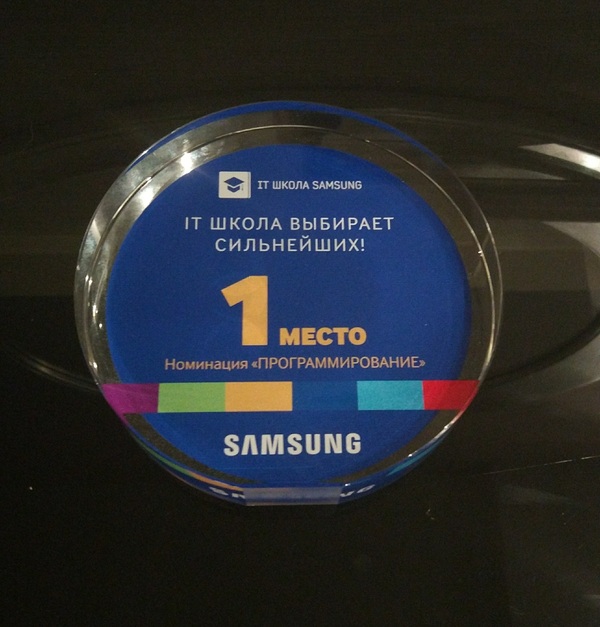 IT ШКОЛА SAMSUNG
IT ШКОЛА ВЫБИРАЕТ
СИЛЬНЕЙШИХ!
1 МЕСТО
Номинация «ПРОГРАММИРОВАНИЕ»
SAMSUNG